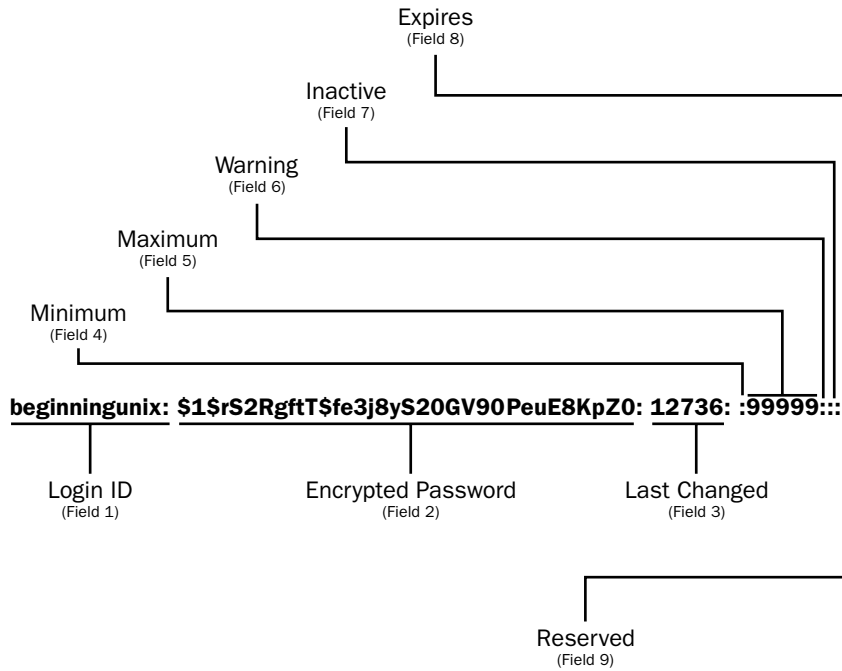 Expires
(Field 8)
Inactive
(Field 7)
Warning
(Field 6)
Maximum
(Field 5)
Minimum
(Field 4)
beginningunix: $1$rS2RgftT$fe3j8yS20GV90PeuE8KpZ0: 12736: :99999:::
Login ID
(Field 1)
Encrypted Password
(Field 2)
Last Changed
(Field 3)
Reserved
(Field 9)